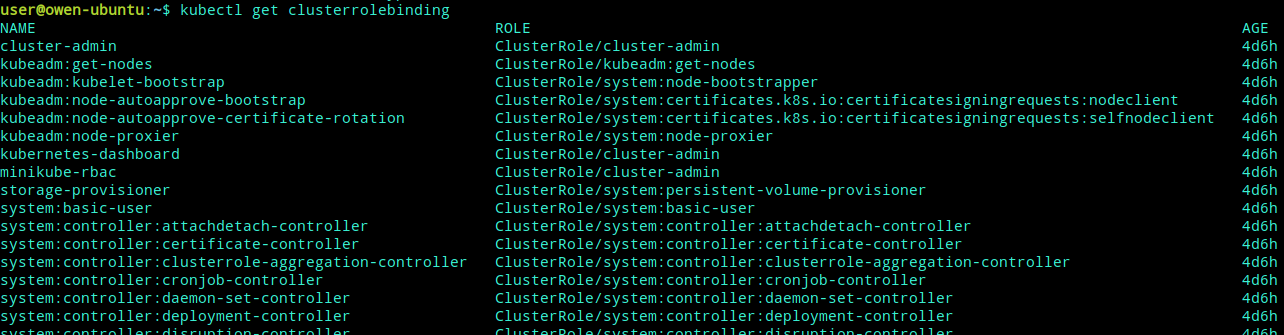 user@owen-ubuntu:~$ kubectl get clusterrolebinding
NAME ROLE AGE
cluster-admin ClusterRole/cluster-admin 4d6h
kubeadm:get-nodes ClusterRole/kubeadm:get-nodes 4d6h
kubeadm:kubelet-bootstrap ClusterRole/system:node-bootstrapper 4d6h
kubeadm:node-autoapprove-bootstrap ClusterRole/system:certificates.k8s.io:certificatesigningrequests:nodeclient 4d6h
kubeadm:node-autoapprove-certificate-rotation ClusterRole/system:certificates.k8s.io:certificatesigningrequests:selfnodeclient 4d6h
kubeadm:node-proxier ClusterRole/system:node-proxier 4d6h
kubernetes-dashboard ClusterRole/cluster-admin 4d6h
minikube-rbac ClusterRole/cluster-admin 4d6h
storage-provisioner ClusterRole/system:persistent-volume-provisioner 4d6h
system:basic-user ClusterRole/system:basic-user 4d6h
system:controller:attachdetach-controller ClusterRole/system:controller:attachdetach-controller 4d6h
system:controller:certificate-controller ClusterRole/system:controller:certificate-controller 4d6h
system:controller:clusterrole-aggregation-controller ClusterRole/system:controller:clusterrole-aggregation-controller 4d6h
system:controller:cronjob-controller ClusterRole/system:controller:cronjob-controller 4d6h
system:controller:daemon-set-controller ClusterRole/system:controller:daemon-set-controller 4d6h
system:controller:deployment-controller ClusterRole/system:controller:deployment-controller 4d6h
system:controller:disruption-controller ClusterRole/system:controller:disruption-controller 4d6h